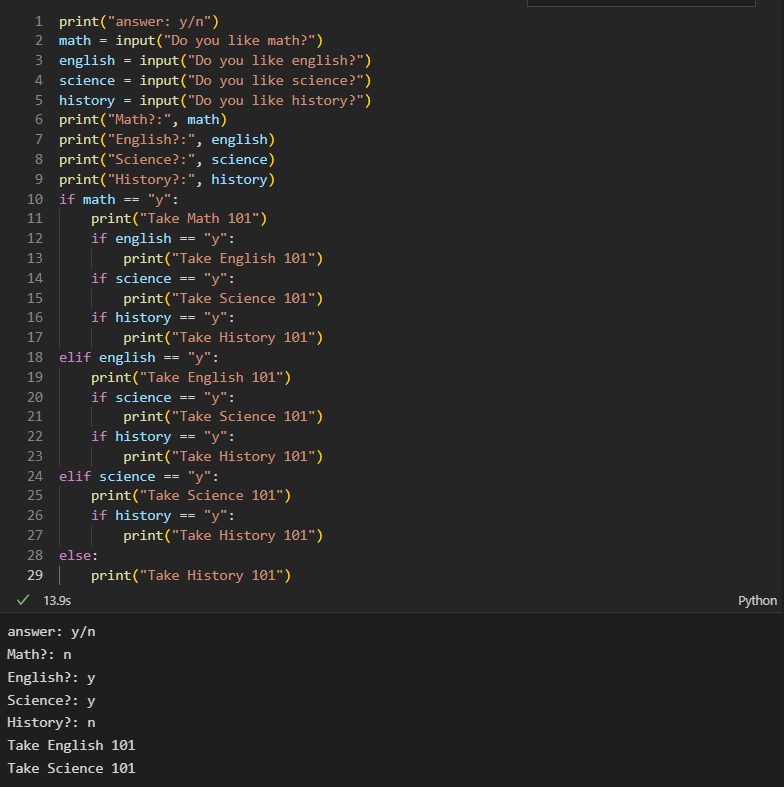 1 print("answer: y/n")
2 math = input("Do you like math?")
3 english = input("Do you like english?")
4 science = input("Do you like science?")
5 history = input("Do you like history?")
6 print("Math?:", math)
7 print("English?:", english)
8 print("Science?:", science)
9 print("History?:", history)
10 if math == "y":
11     print("Take Math 101")
12     if english == "y":
13         print("Take English 101")
14     if science == "y":
15         print("Take Science 101")
16     if history == "y":
17         print("Take History 101")
18 elif english == "y":
19     print("Take English 101")
20     if science == "y":
21         print("Take Science 101")
22     if history == "y":
23         print("Take History 101")
24 elif science == "y":
25     print("Take Science 101")
26     if history == "y":
27         print("Take History 101")
28 else:
29     print("Take History 101")
13.9s Python
answer: y/n
Math?: n
English?: y
Science?: y
History?: n
Take English 101
Take Science 101